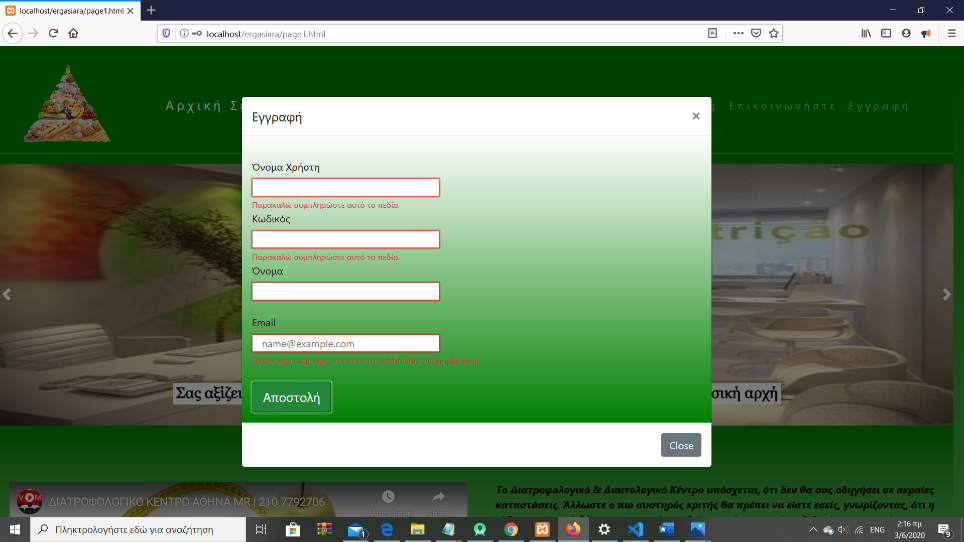 localhost/ergasiara/page1.html
localhost/ergasiara/page1.html
Αρχική
Επικοινωνήστε Εγγραφή
Εγγραφή
×
Όνομα Χρήστη
Παρακαλώ συμπληρώστε αυτό το πεδίο.
Κωδικός
Παρακαλώ συμπληρώστε αυτό το πεδίο.
Όνομα
Email
name@example.com
Αποστολή
Close
Σας αξίζει
σική αρχή
trição
ΔΙΑΤΡΟΦΟΛΟΓΙΚΟ ΚΕΝΤΡΟ ΑΘΗΝΑ MR | 210 7792706
Watch later
Share
Το Διατροφολογικό & Διαιτολογικό Κέντρο υπόσχεται, ότι δεν θα σας οδηγήσει σε ακραίες
καταστάσεις. Άλλωστε ο πιο αυστηρός κριτής θα πρέπει να είστε εσείς, γνωρίζοντας, ότι η
Πληκτρολογήστε εδώ για αναζήτηση
1
ENG
2:16 πμ
3/6/2020
9